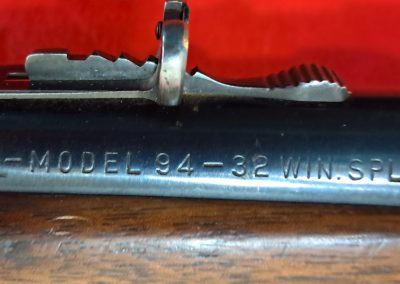 -MODEL 94-32 WIN. SPL